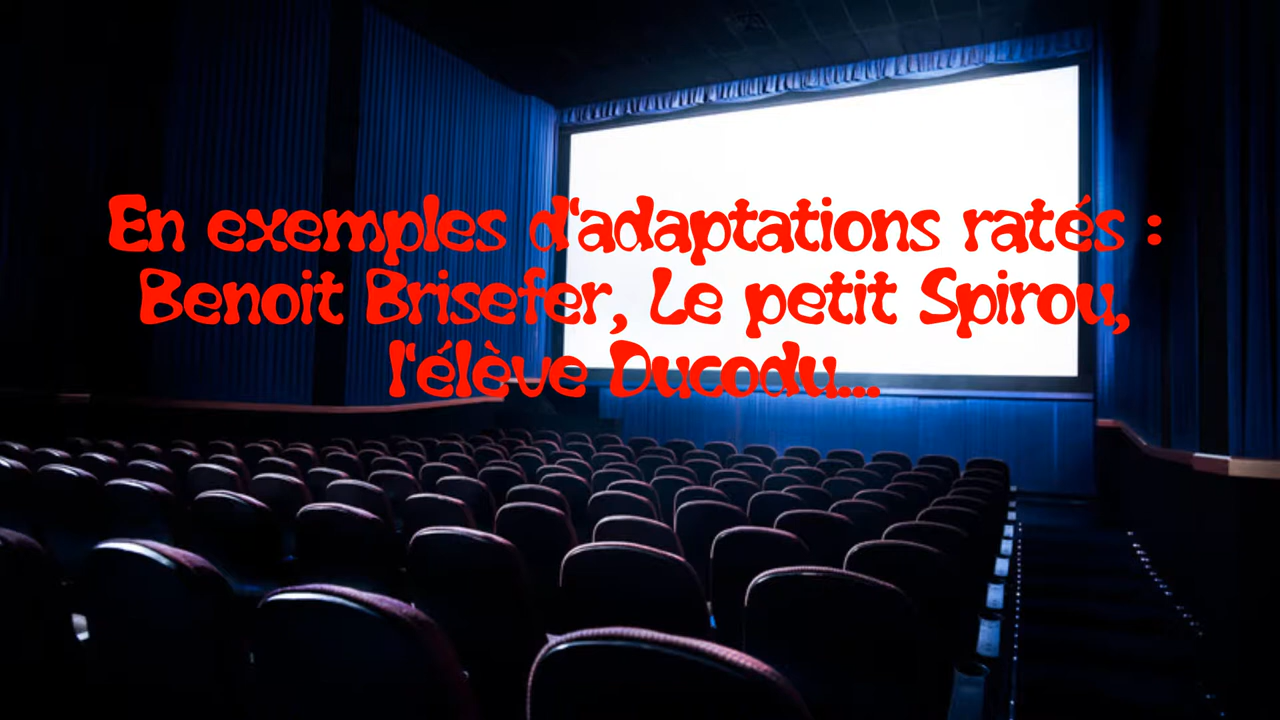 En exemples d'adaptations ratés :
Benoit Brisefer, Le petit Spirou,
l'élève Ducodu...